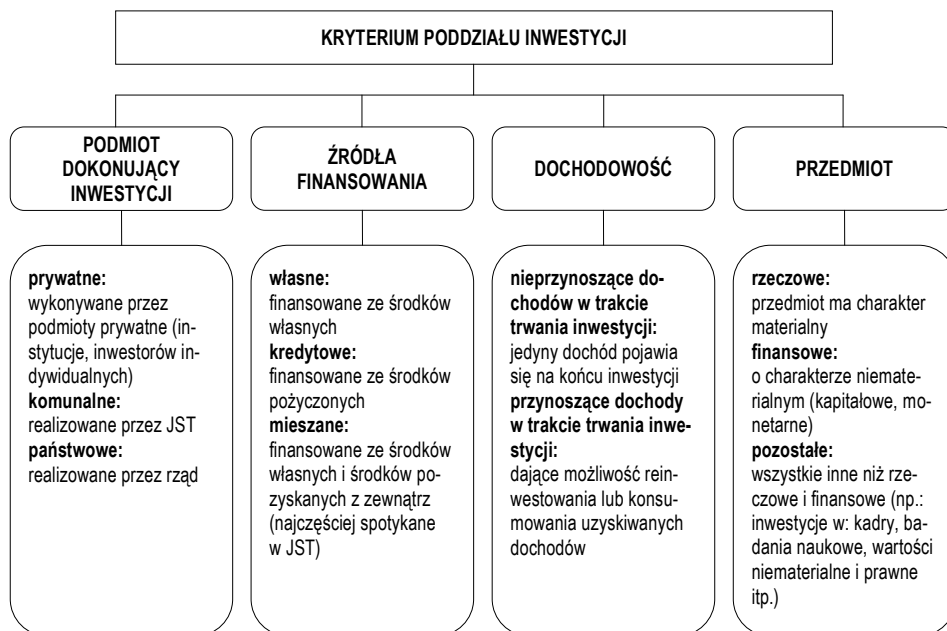 KRYTERIUM PODDZIAŁU INWESTYCJI
PODMIOT
DOKONUJĄCY
INWESTYCJI
ŹRÓDŁA
FINANSOWANIA
DOCHODOWOŚĆ
PRZEDMIOT
prywatne:
wykonywane przez
podmioty prywatne (in-
stytucje, inwestorów in-
dywidualnych)
komunalne:
realizowane przez JST
państwowe:
realizowane przez rząd
własne:
finansowane ze środków
własnych
kredytowe:
finansowane ze środków
pożyczonych
mieszane:
finansowane ze środków
własnych i środków po-
zyskanych z zewnątrz
(najczęściej spotykane
w JST)
nieprzynoszące do-
chodów w trakcie
trwania inwestycji:
jedyny dochód pojawia
się na końcu inwestycji
przynoszące dochody
w trakcie trwania inwe-
stycji:
dające możliwość rein-
westowania lub konsu-
mowania uzyskiwanych
dochodów
rzeczowe:
przedmiot ma charakter
materialny
finansowe:
o charakterze niemate-
rialnym (kapitałowe, mo-
netarne)
pozostałe:
wszystkie inne niż rze-
czowe i finansowe (np.:
inwestycje w: kadry, ba-
dania naukowe, wartości
niematerialne i prawne
itp.)